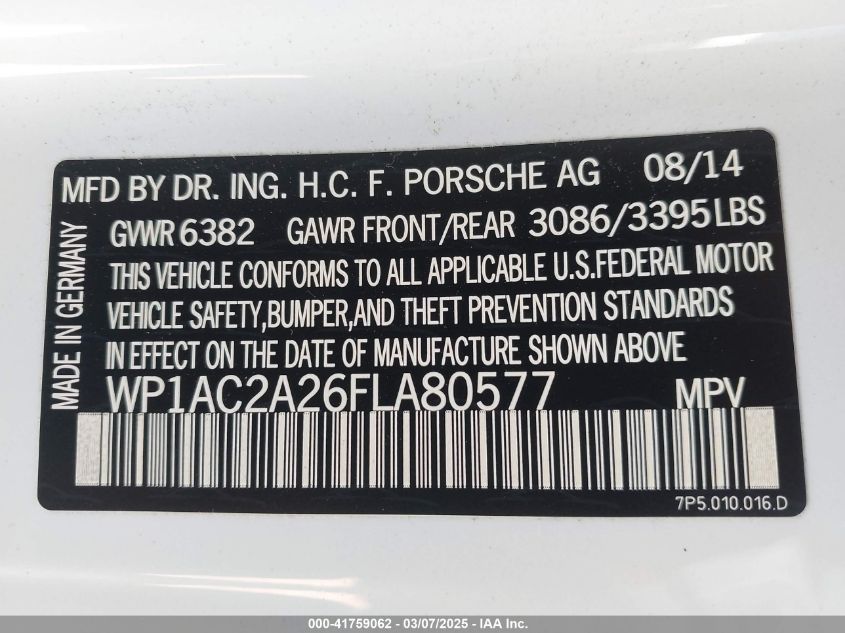 MFD BY DR. ING. H.C. F. PORSCHE AG 08/14
GVWR 6382 GAWR FRONT/REAR 3086/3395LBS
THIS VEHICLE CONFORMS TO ALL APPLICABLE U.S.FEDERAL MOTOR
VEHICLE SAFETY,BUMPER,AND THEFT PREVENTION STANDARDS
IN EFFECT ON THE DATE OF MANUFACTURE SHOWN ABOVE
WP1AC2A26FLA80577 MPV
MADE IN GERMANY
7P5.010.016.D
000-41759062 - 03/07/2025 - IAA Inc.